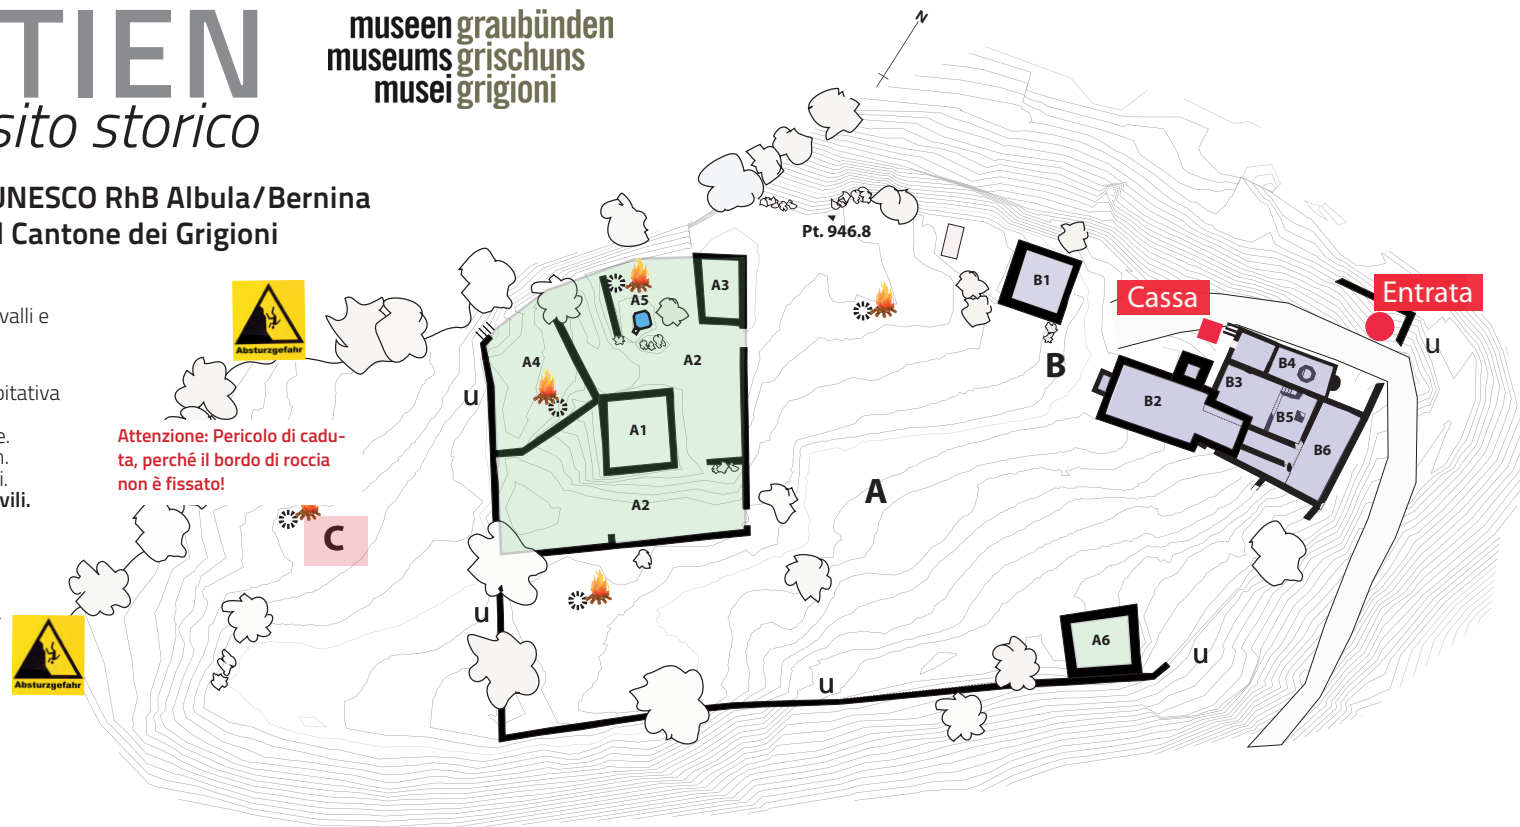 TIEN
sito storico
museen graubünden
museums grischuns
musei grigioni
UNESCO RhB Albula/Bernina
l Cantone dei Grigioni
valli e
bitativa
e.
n.
i.
vili.
Absturzgefahr
Attenzione: Pericolo di cadu-
ta, perché il bordo di roccia
non è fissato!
C
Absturzgefahr
N
Pt. 946.8
A5
A3
A4
A2
A1
A2
u
u
u
u
u
A
B
B1
Cassa
Entrata
B4
B3
B2
B5
B6
A6